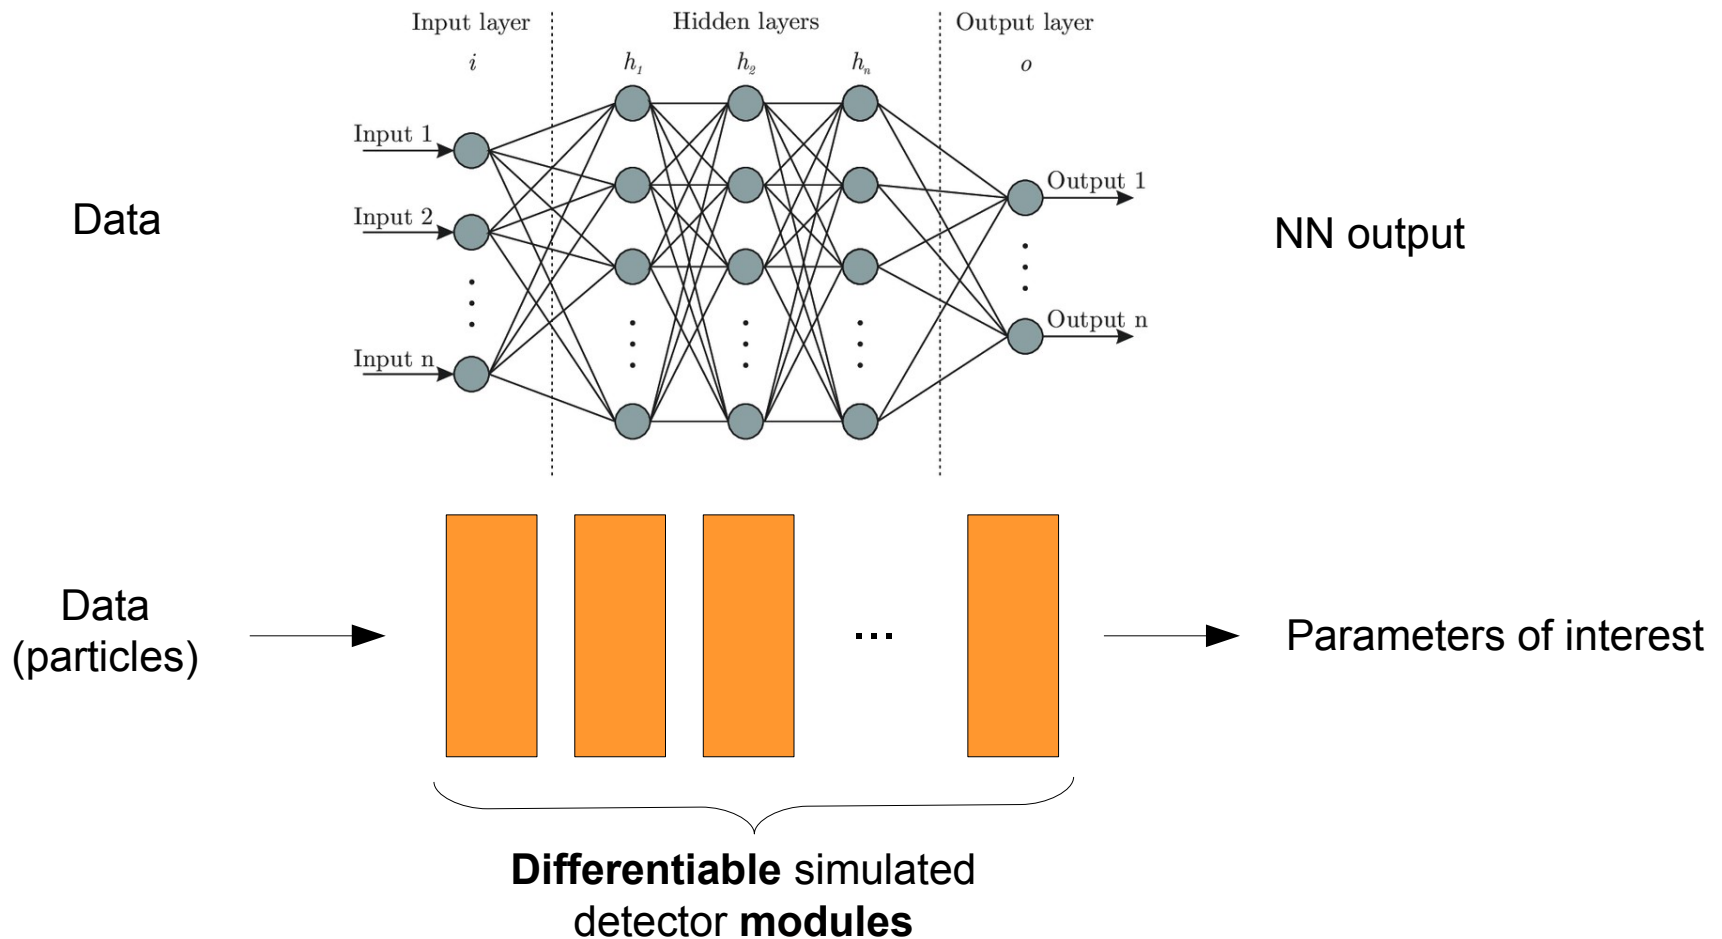 Input layer
Hidden layers
Output layer
i
h1
h2
hn
o
Input 1
Input 2
Input n
Output 1
Output n
Data
NN output
Data
(particles)
...
Parameters of interest
Differentiable simulated
detector modules